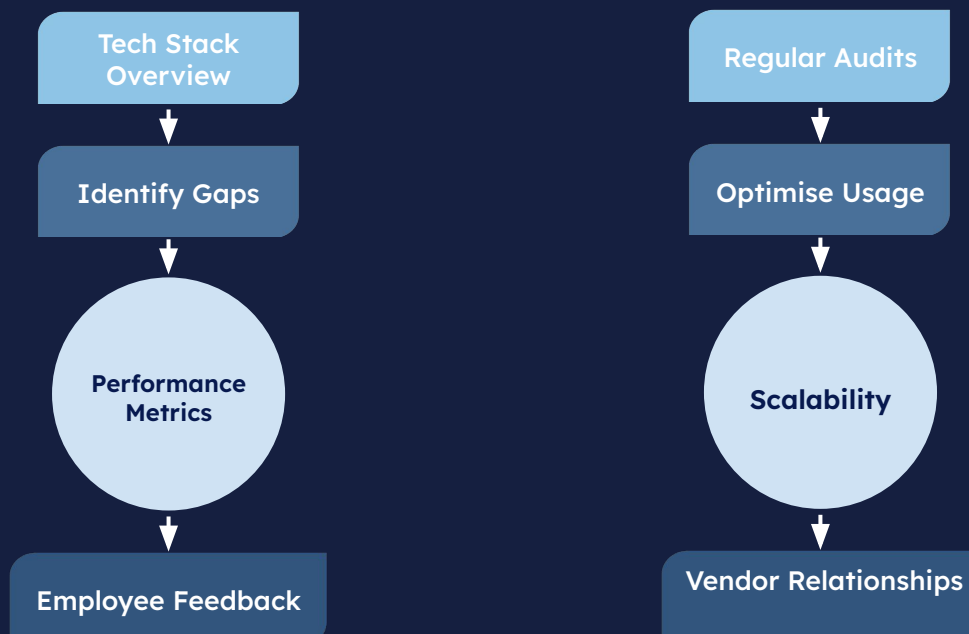 Tech Stack
Overview
Identify Gaps
Performance
Metrics
Employee Feedback
Regular Audits
Optimise Usage
Scalability
Vendor Relationships